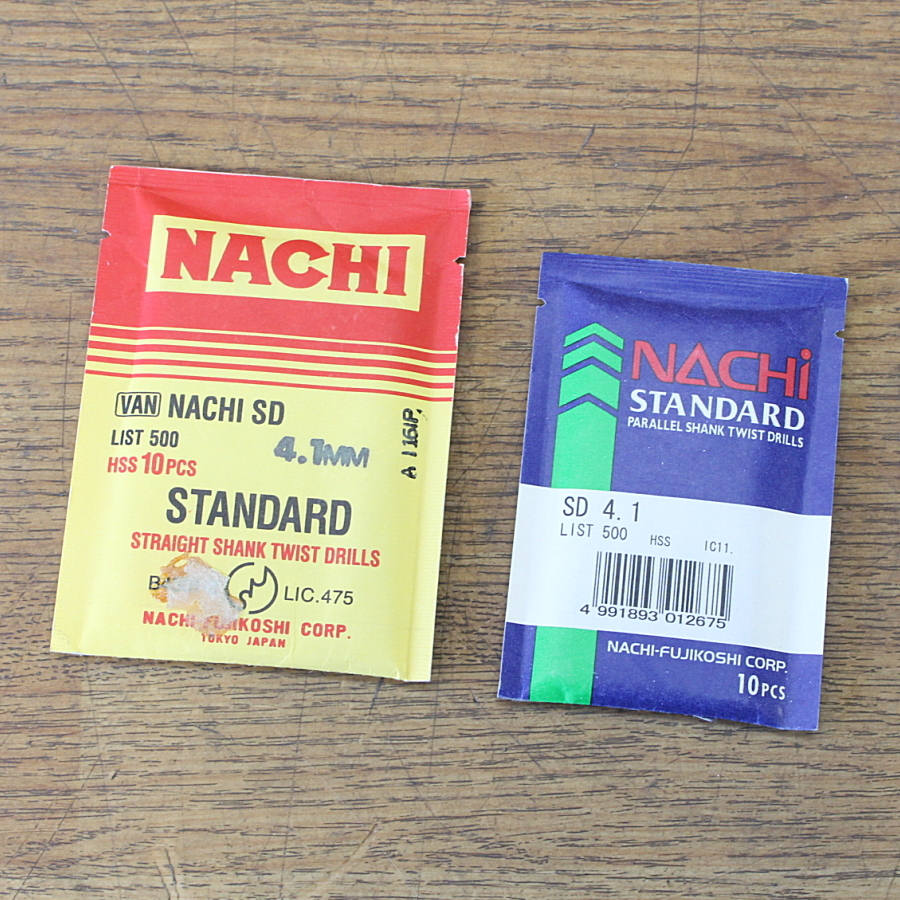 NACHI
VAN NACHI SD
LIST 500
4.1MM
HSS 10PCS
A 1161P.
STANDARD
STRAIGHT SHANK TWIST DRILLS
LIC.475
NACHI-FUJIKOSHI CORP.
TOKYO JAPAN
NACHi
STANDARD
PARALLEL SHANK TWIST DRILLS
SD 4.1
LIST 500 HSS IC11.
4 991893 012675
NACHI-FUJIKOSHI CORP.
10PCS